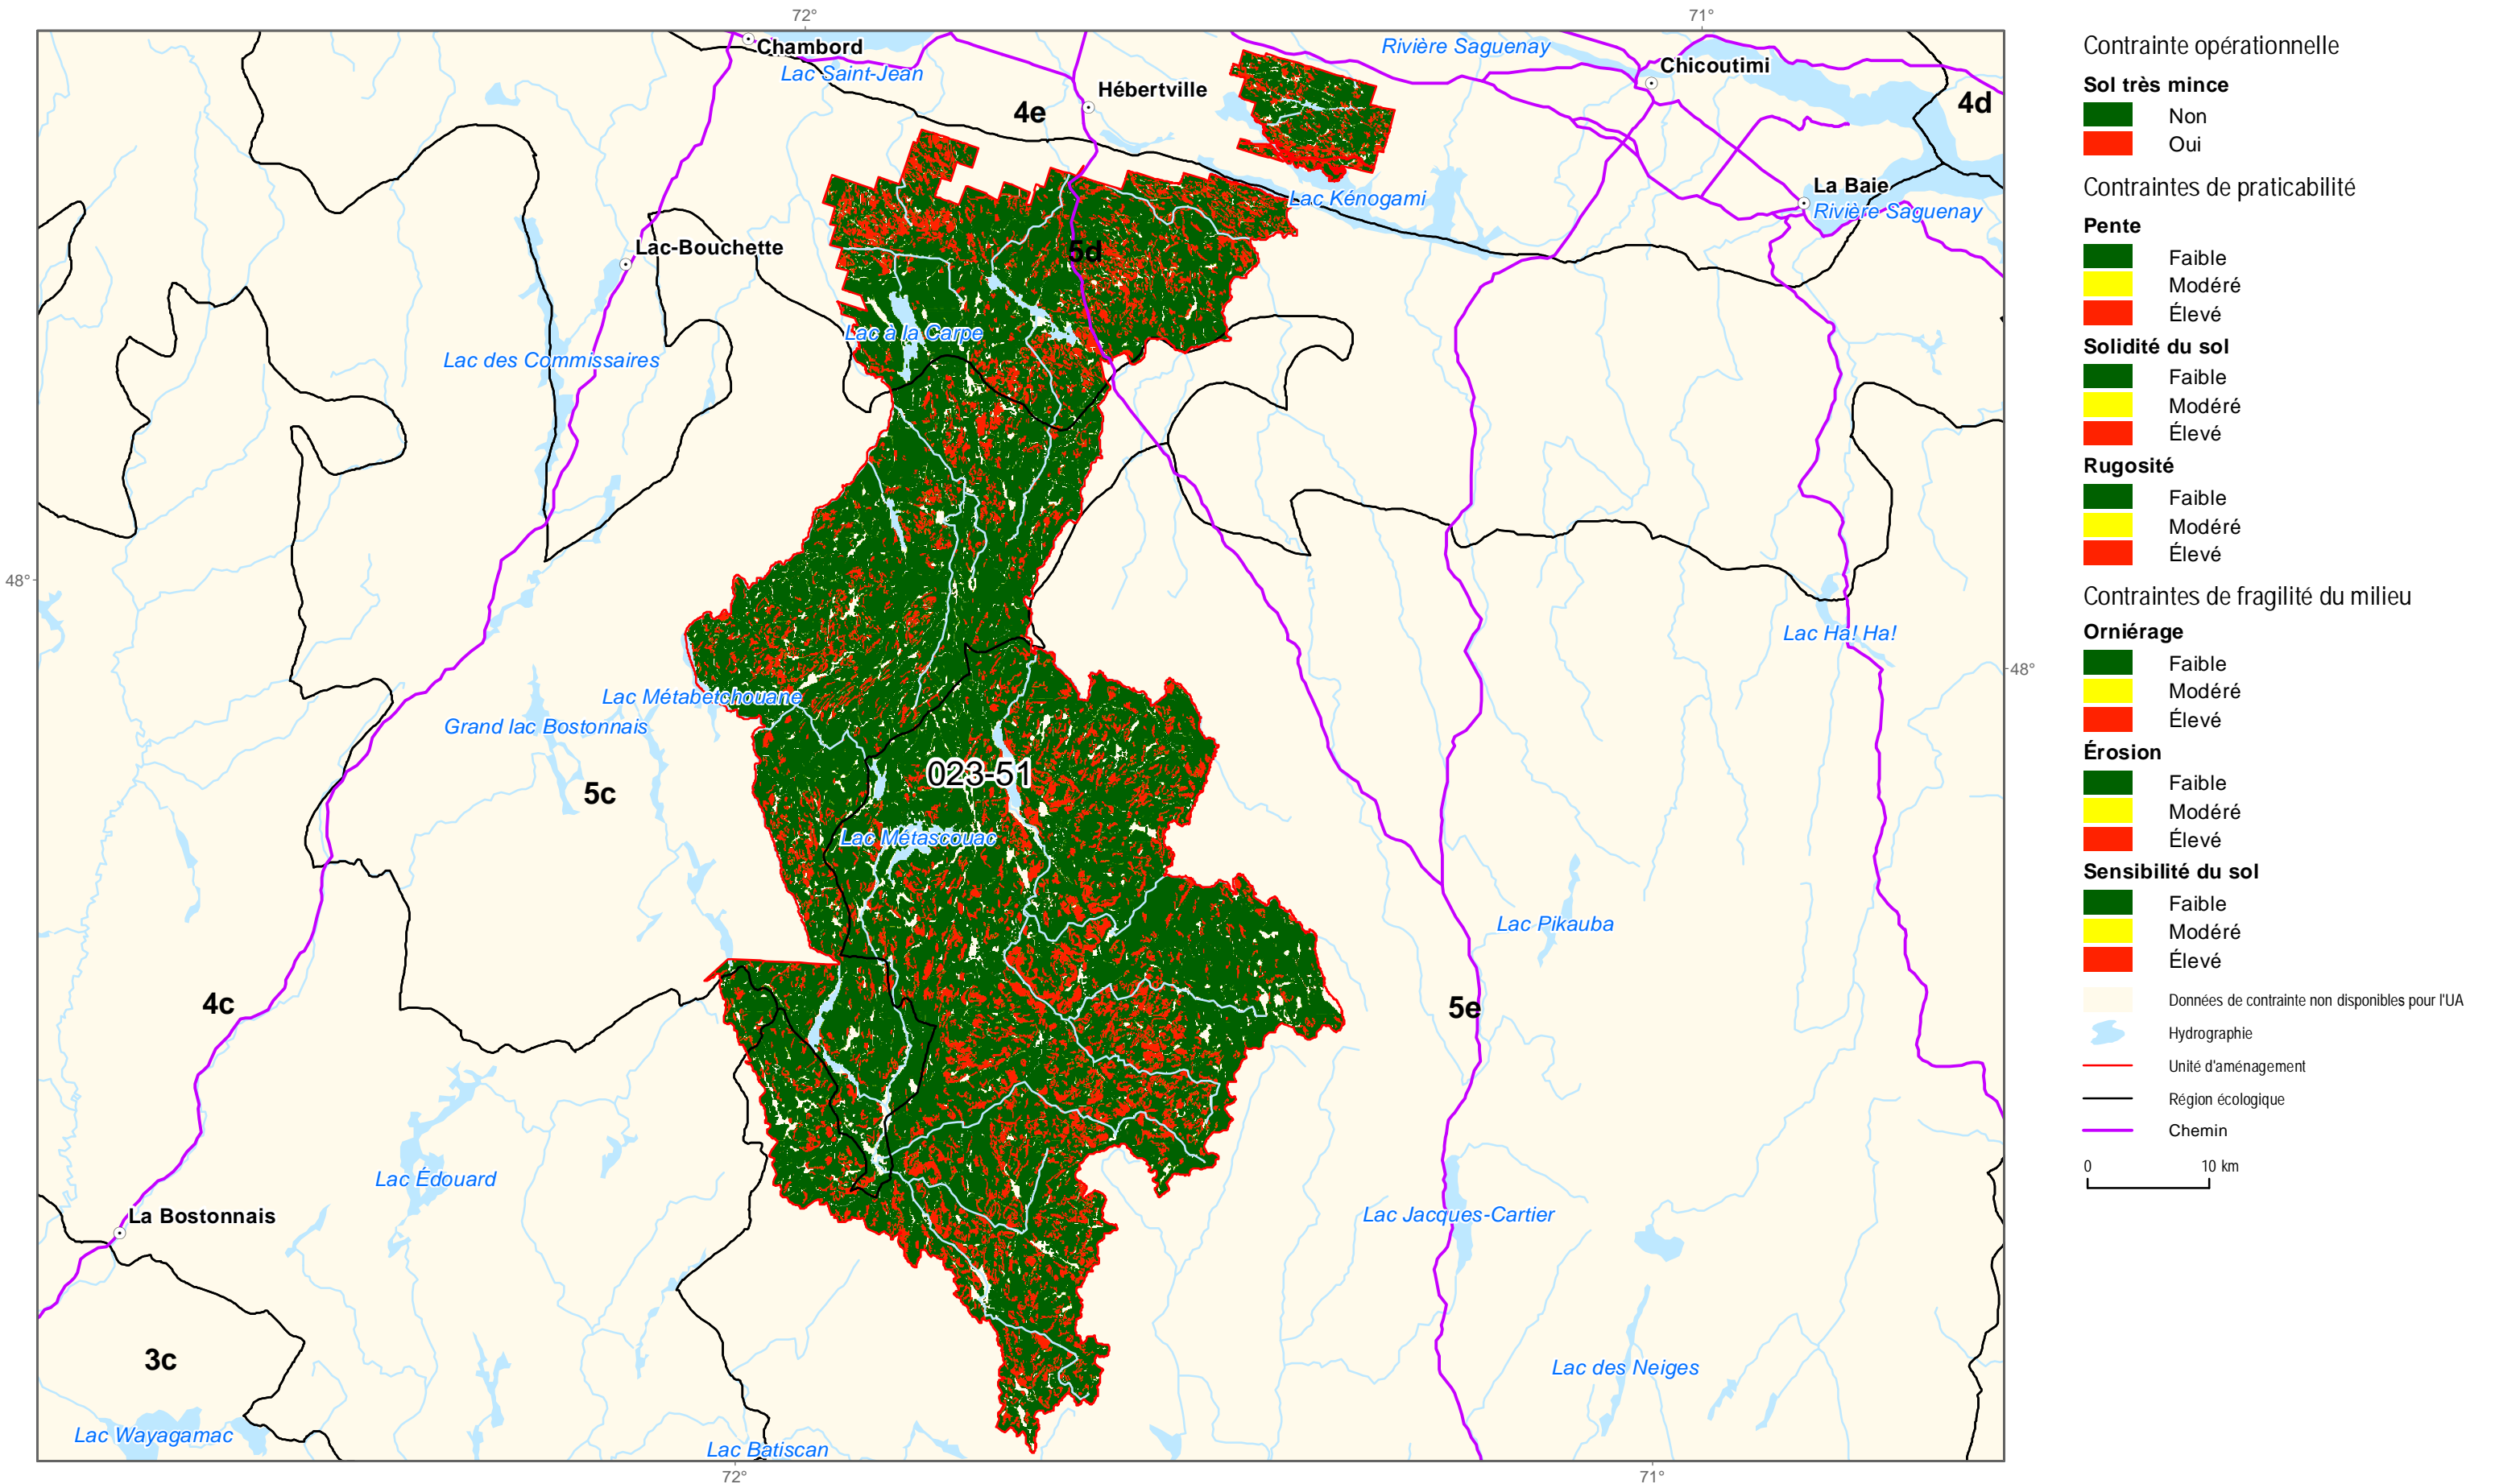 72°
71°
Chambord
Lac Saint-Jean
Rivière Saguenay
Chicoutimi
Hébertville
4e
4d
Lac Kénogami
La Baie
Rivière Saguenay
Lac-Bouchette
5d
Lac à la Carpe
Lac des Commissaires
48°
Lac Ha! Ha!
48°
Lac Métabetchouane
Grand lac Bostonnais
023-51
5c
Lac Métascouac
Lac Pikauba
4c
5e
Lac Édouard
La Bostonnais
Lac Jacques-Cartier
3c
Lac des Neiges
Lac Wayagamac
Lac Batiscan
72°
71°
Contrainte opérationnelle
Sol très mince
Non
Oui
Contraintes de praticabilité
Pente
Faible
Modéré
Élevé
Solidité du sol
Faible
Modéré
Élevé
Rugosité
Faible
Modéré
Élevé
Contraintes de fragilité du milieu
Orniérage
Faible
Modéré
Élevé
Érosion
Faible
Modéré
Élevé
Sensibilité du sol
Faible
Modéré
Élevé
Données de contrainte non disponibles pour l'UA
Hydrographie
Unité d'aménagement
Région écologique
Chemin
0 10 km